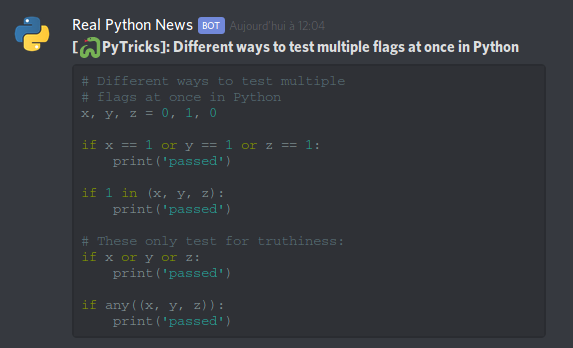 Real Python News BOT Aujourd'hui à 12:04
[🐍PyTricks]: Different ways to test multiple flags at once in Python
# Different ways to test multiple
# flags at once in Python
x, y, z = 0, 1, 0

if x == 1 or y == 1 or z == 1:
    print('passed')

if 1 in (x, y, z):
    print('passed')

# These only test for truthiness:
if x or y or z:
    print('passed')

if any((x, y, z)):
    print('passed')